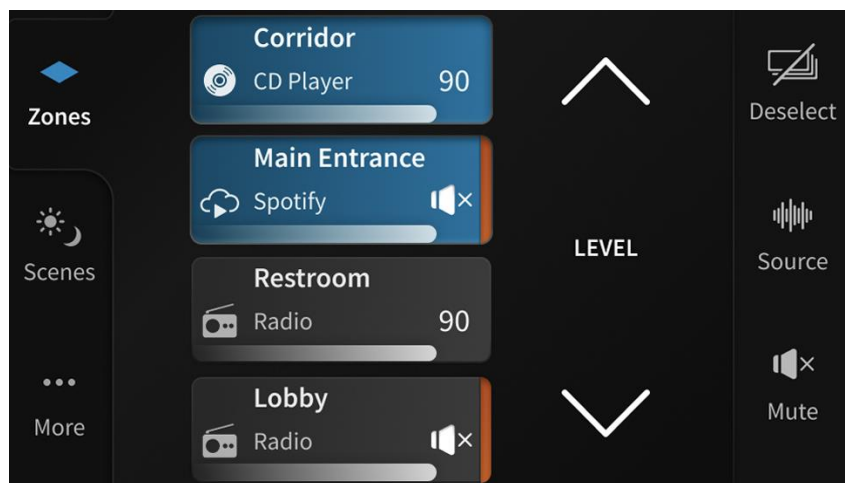 Zones
Scenes
More
Corridor
CD Player 90
Main Entrance
Spotify
Restroom
Radio 90
Lobby
Radio
LEVEL
Deselect
Source
Mute